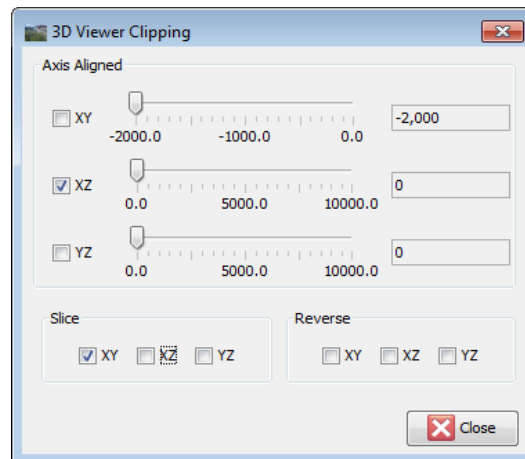 3D Viewer Clipping
Axis Aligned
XY
-2000.0 -1000.0 0.0
-2,000
XZ
0.0 5000.0 10000.0
0
YZ
0.0 5000.0 10000.0
0
Slice
XY XZ YZ
Reverse
XY XZ YZ
Close